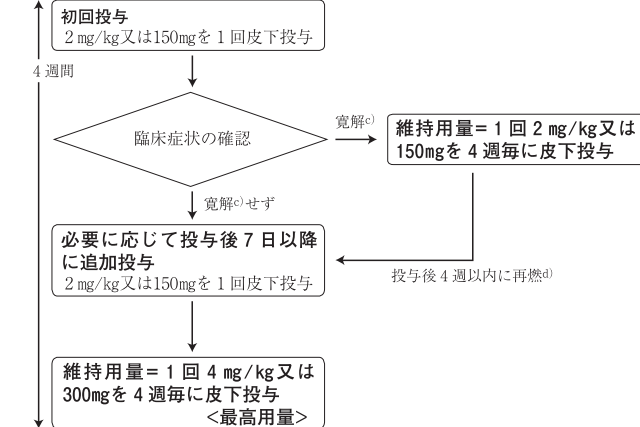 初回投与
2 mg/kg又は150mgを1回皮下投与
4週間
臨床症状の確認
寛解c)
維持用量=1回2 mg/kg又は
150mgを4週毎に皮下投与
寛解c)せず
必要に応じて投与後7日以降
に追加投与
2 mg/kg又は150mgを1回皮下投与
投与後4週以内に再燃d)
維持用量=1回4 mg/kg又は
300mgを4週毎に皮下投与
<最高用量>